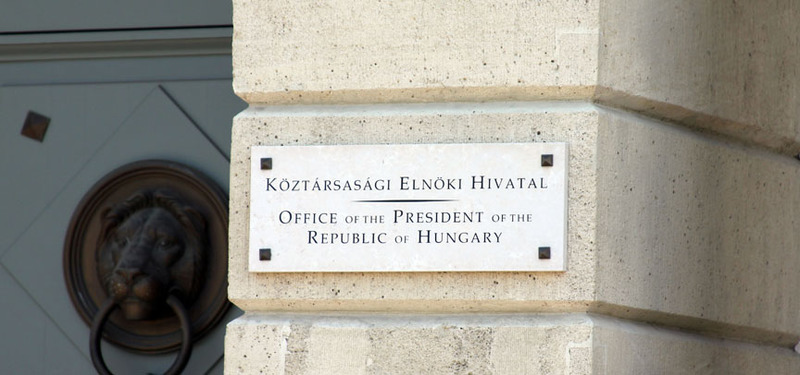 KÖZTÁRSASÁGI ELNÖKI HIVATAL
OFFICE OF THE PRESIDENT OF THE
REPUBLIC OF HUNGARY